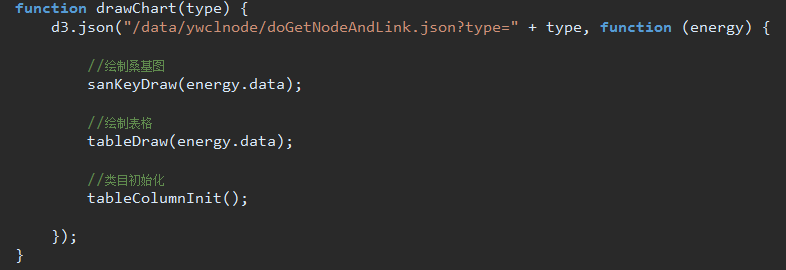 function drawChart(type) {
    d3.json("/data/ywclnode/doGetNodeAndLink.json?type=" + type, function (energy) {
        //绘制桑基图
        sanKeyDraw(energy.data);
        //绘制表格
        tableDraw(energy.data);
        //类目初始化
        tableColumnInit();
    });
}